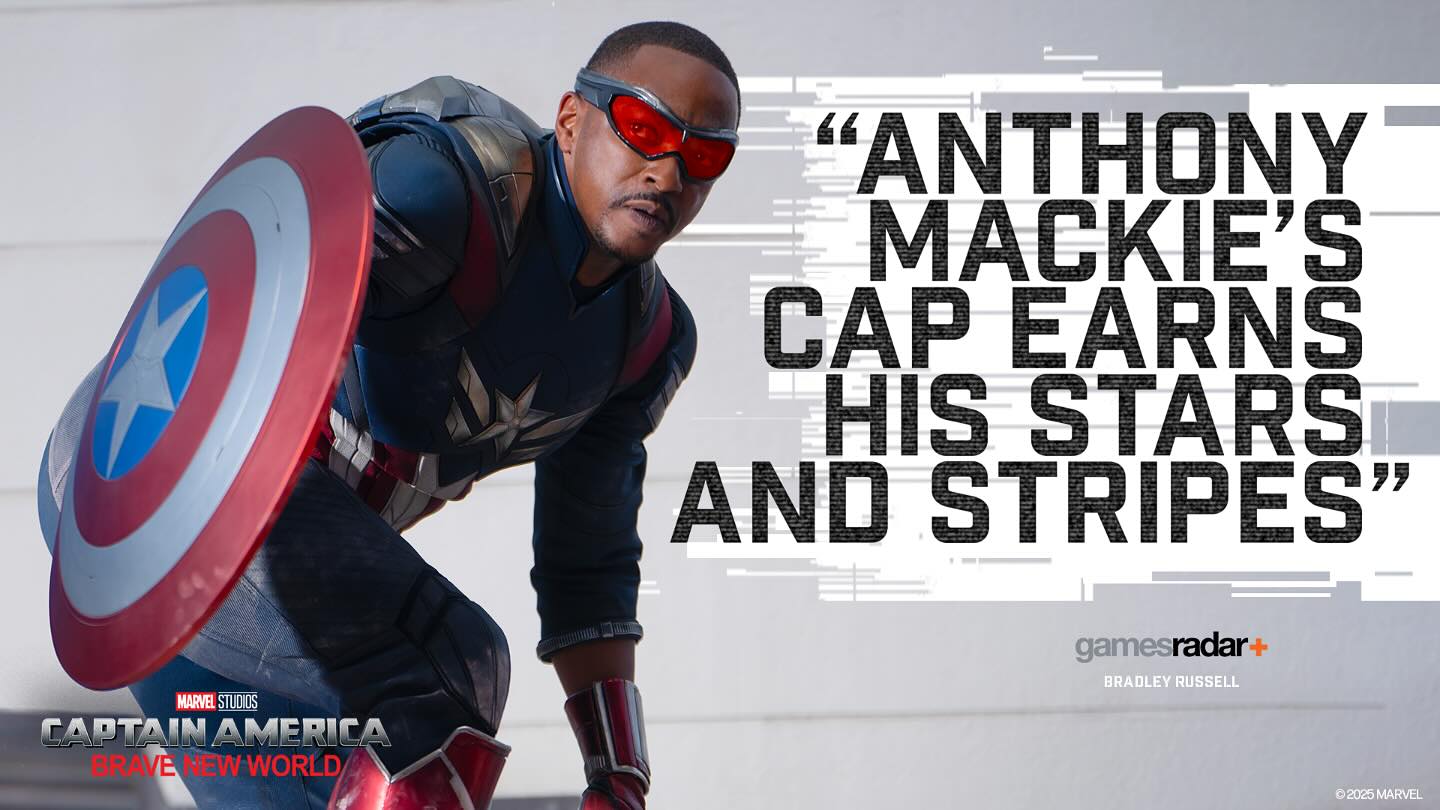 “ANTHONY
MACKIE’S
CAP EARNS
HIS STARS
AND STRIPES”
gamesradar+
BRADLEY RUSSELL
MARVEL STUDIOS
CAPTAIN AMERICA
BRAVE NEW WORLD
© 2025 MARVEL